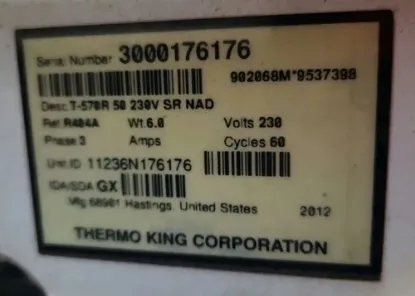 Serial Number 3000176176
902068M*9537398
Desc T-570R 50 230V SR NAD
Ref R404A Wt 6.0 Volts 230
Phase 3 Amps Cycles 60
Unit ID 11236N176176
IDA/SDA GX
Mfg 68901 Hastings, United States 2012
THERMO KING CORPORATION